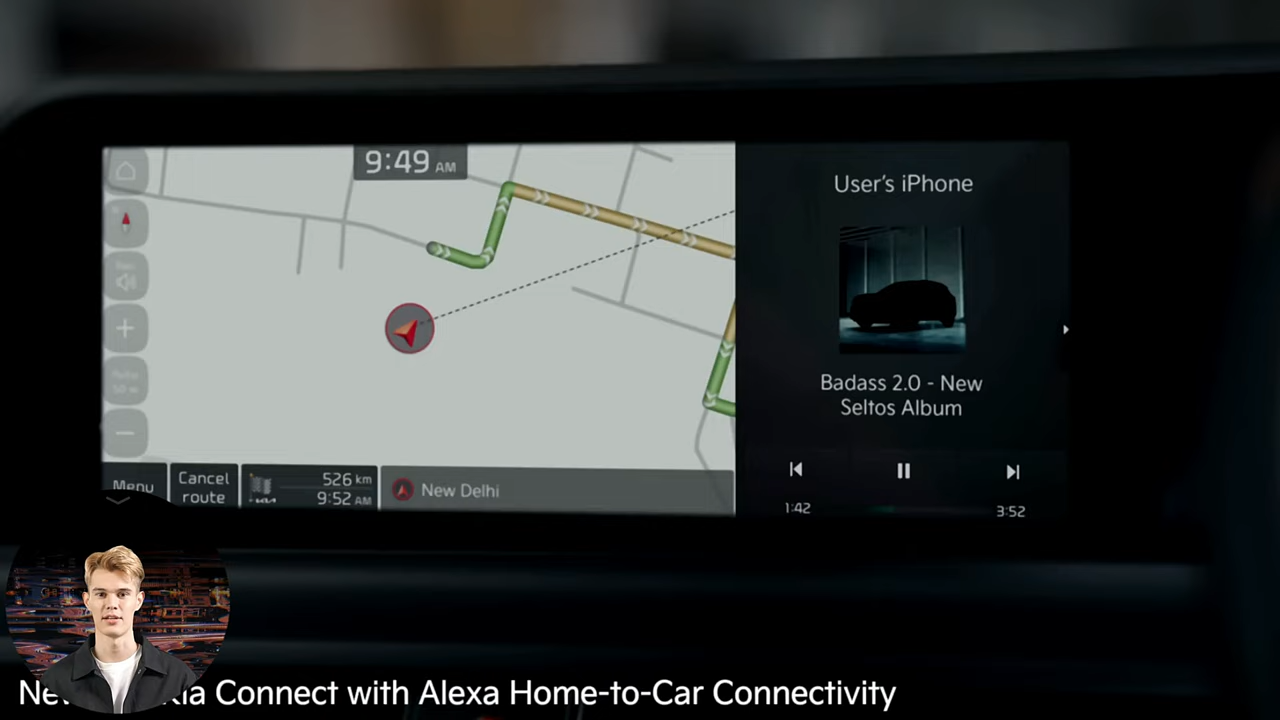 9:49 AM
User's iPhone
Badass 2.0 - New
Seltos Album
Menu
Cancel
route
526 km
9:52 AM
New Delhi
1:42
3:52
Kia Connect with Alexa Home-to-Car Connectivity